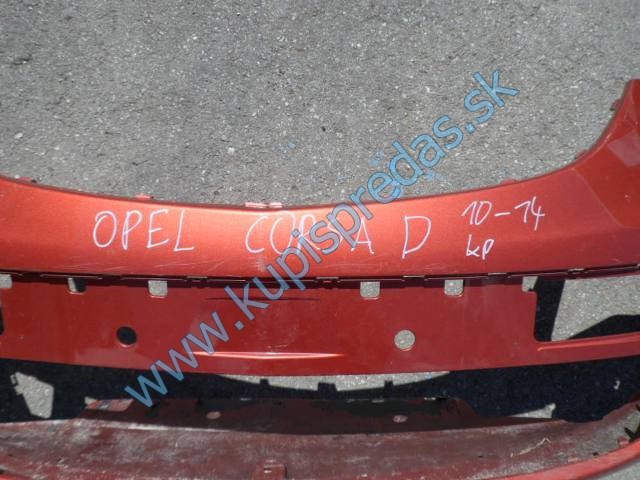 OPEL CORSA D 10-14
kp
www.kupispredas.sk